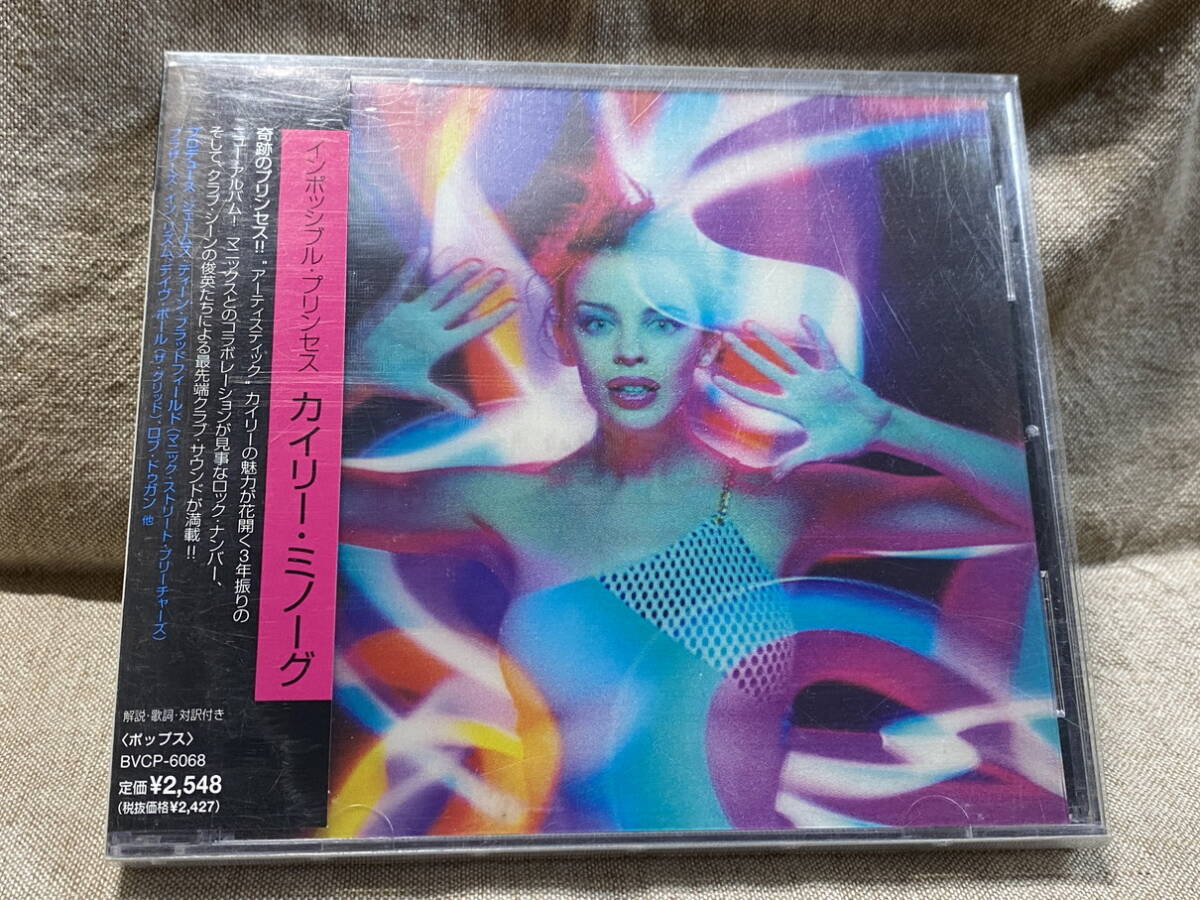 インポッシブル・プリンセス カイリー・ミノーグ
奇跡のプリンセス!!“アーティスティック”カイリーの魅力が花開く3年振りの
ニューアルバム! マニックスとのコラボレーションが見事なロック・ナンバー、
そして、クラブ・シーンの俊英たちによる最先端クラブ・サウンドが満載!!
プロデュース:ジェームス・ディーン・ブラッドフィールド(マニック・ストリート・プリーチャーズ)
ブラザーズ・イン・リズム、デイヴ・ボール(ザ・グリッド)、ロブ・ドゥガン 他
解説・歌詞・対訳付き
〈ポップス〉
BVCP-6068
定価¥2,548
(税抜価格¥2,427)